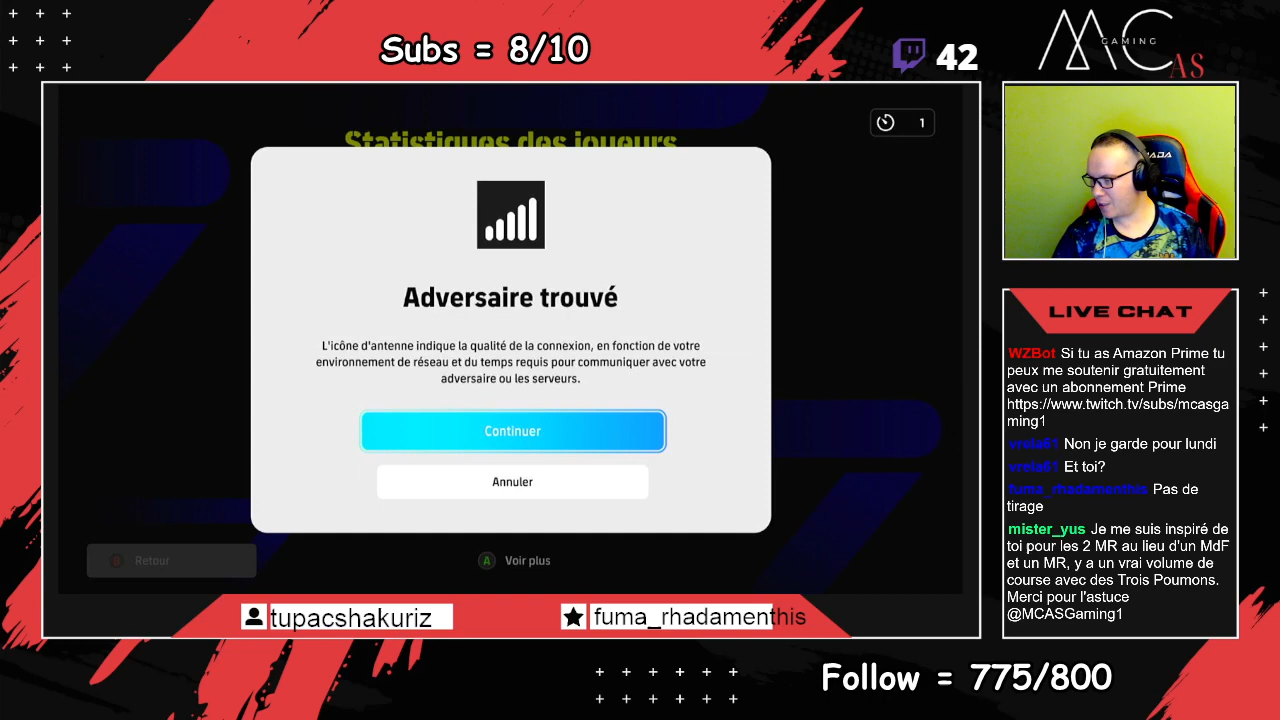 Subs = 8/10
42
MC
GAMING
AS
Statistiques des joueurs
1
Adversaire trouvé
L'icône d'antenne indique la qualité de la connexion, en fonction de votre
environnement de réseau et du temps requis pour communiquer avec votre
adversaire ou les serveurs.
Continuer
Annuler
Retour
A Voir plus
tupacshakuriz
fuma_rhadamenthis
LIVE CHAT
WZBot Si tu as Amazon Prime tu
peux me soutenir gratuitement
avec un abonnement Prime
https://www.twitch.tv/subs/mcasga
ming1
vrela61 Non je garde pour lundi
vrela61 Et toi?
fuma_rhadamenthis Pas de
tirage
mister_yus Je me suis inspiré de
toi pour les 2 MR au lieu d'un MdF
et un MR, y a un vrai volume de
course avec des Trois Poumons.
Merci pour l'astuce
@MCASGaming1
Follow = 775/800